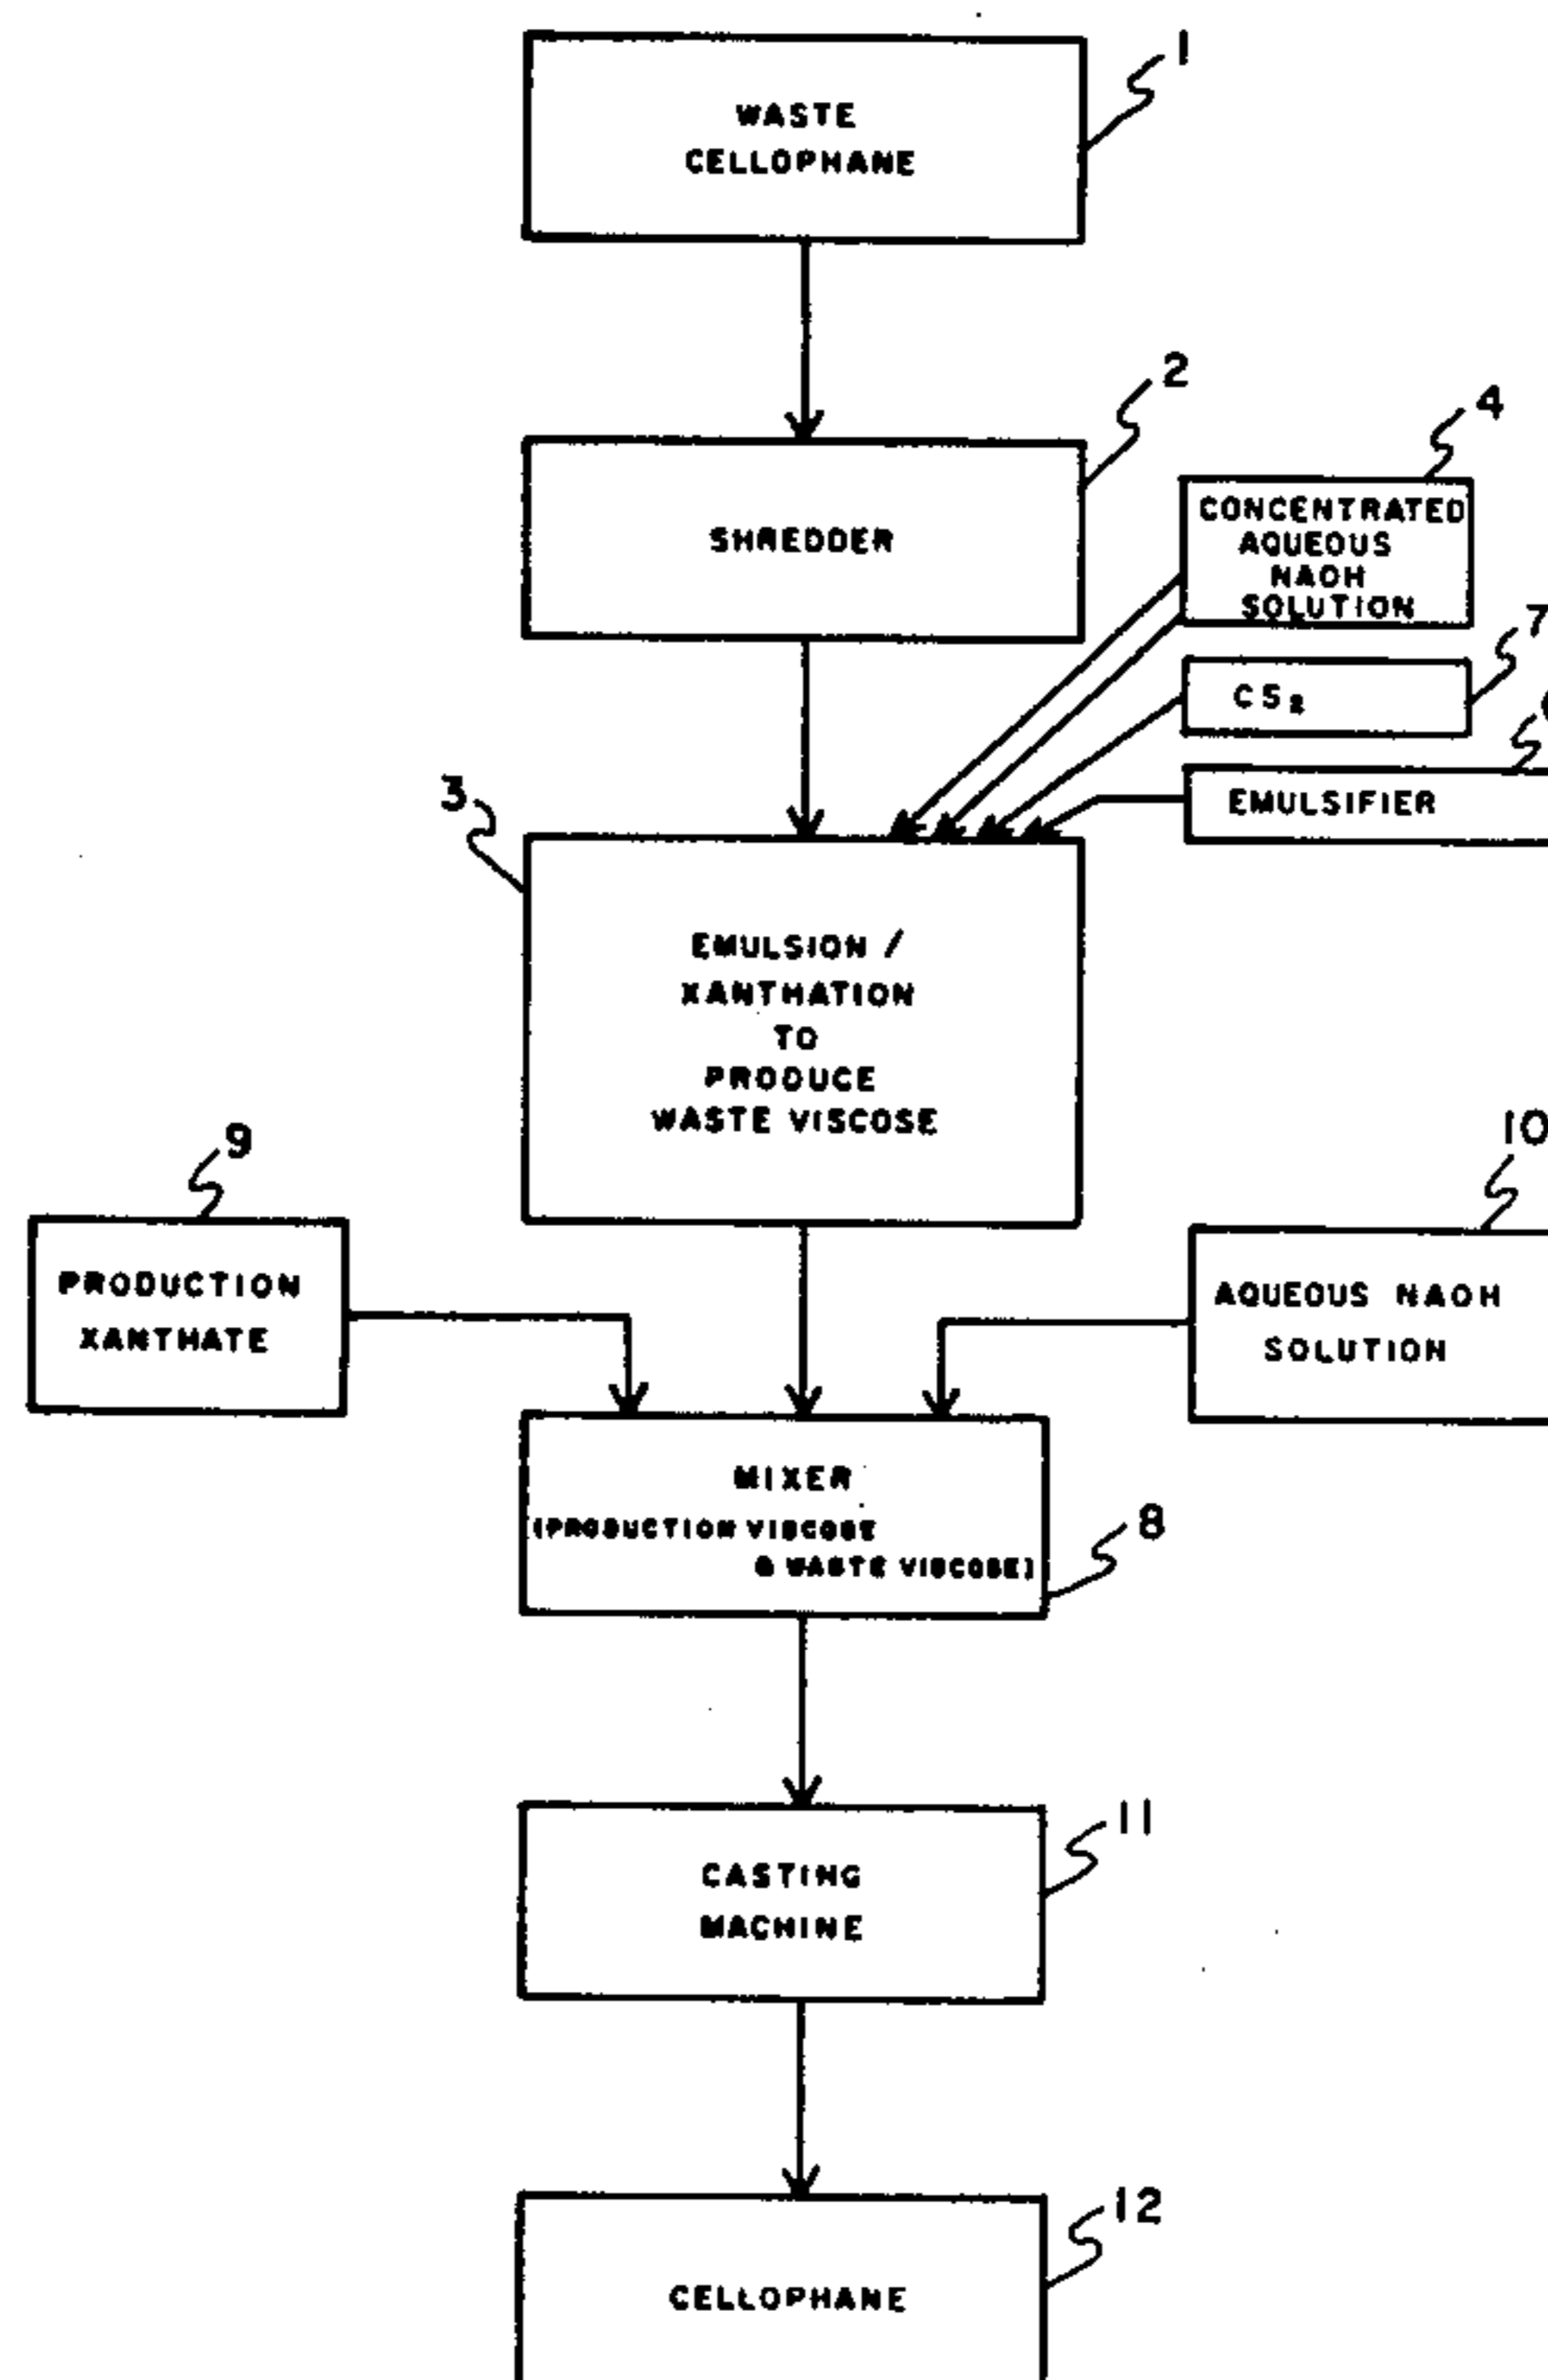 1
WASTE
CELLOPHANE
2
SHREDDER
4
CONCENTRATED
AQUEOUS
NAOH
SOLUTION
7
CS₂
EMULSIFIER
3
EMULSION /
XANTHATION
TO
PRODUCE
WASTE VISCOSE
9
PRODUCTION
XANTHATE
10
AQUEOUS NAOH
SOLUTION
MIXER
(PRODUCTION VISCOSE
& WASTE VISCOSE)
8
11
CASTING
MACHINE
12
CELLOPHANE